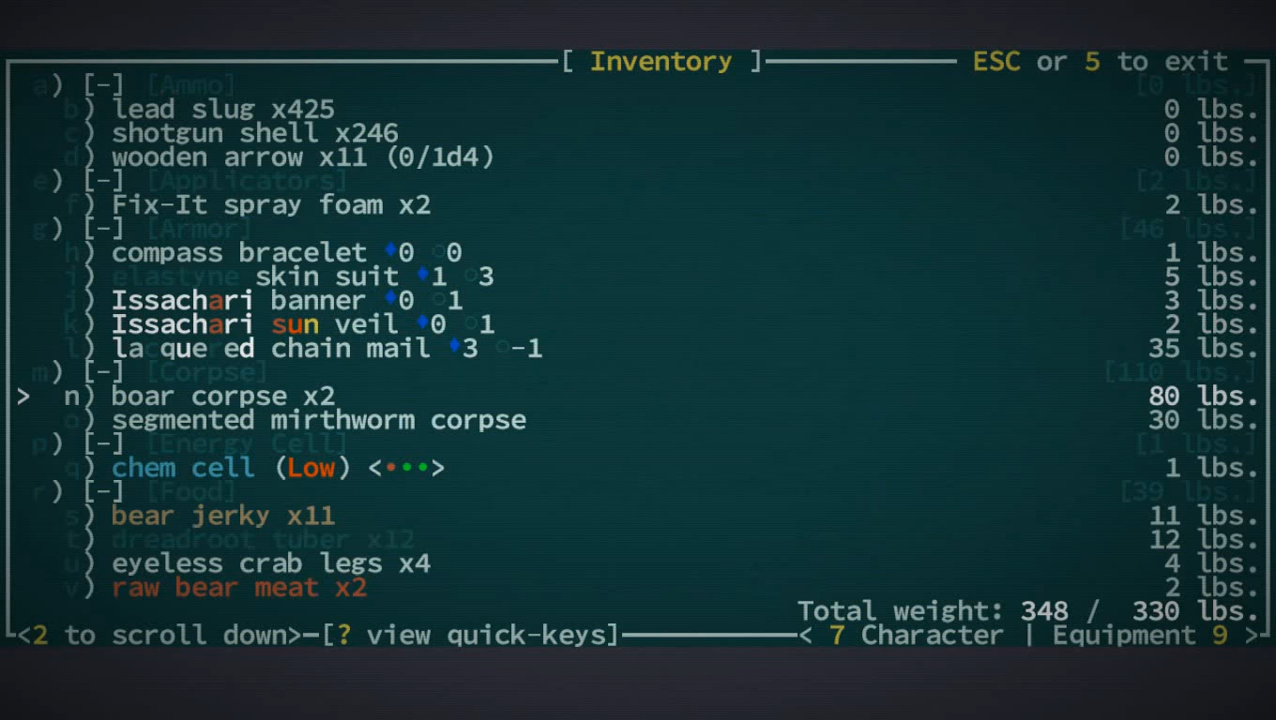 [ Inventory ] ESC or 5 to exit
a) [-] [Ammo] [0 lbs.]
b) lead slug x425 0 lbs.
c) shotgun shell x246 0 lbs.
d) wooden arrow x11 (0/1d4) 0 lbs.
e) [-] [Applicators] [2 lbs.]
f) Fix-It spray foam x2 2 lbs.
g) [-] [Armor] [46 lbs.]
h) compass bracelet ♦0 ○0 1 lbs.
i) elastyne skin suit ♦1 ○3 5 lbs.
j) Issachari banner ♦0 ○1 3 lbs.
k) Issachari sun veil ♦0 ○1 2 lbs.
l) lacquered chain mail ♦3 ○-1 35 lbs.
m) [-] [Corpse] [110 lbs.]
> n) boar corpse x2 80 lbs.
o) segmented mirthworm corpse 30 lbs.
p) [-] [Energy Cell] [1 lbs.]
q) chem cell (Low) <•••> 1 lbs.
r) [-] [Food] [39 lbs.]
s) bear jerky x11 11 lbs.
t) dreadroot tuber x12 12 lbs.
u) eyeless crab legs x4 4 lbs.
v) raw bear meat x2 2 lbs.
Total weight: 348 / 330 lbs.
<2 to scroll down> [? view quick-keys] < 7 Character | Equipment 9 >